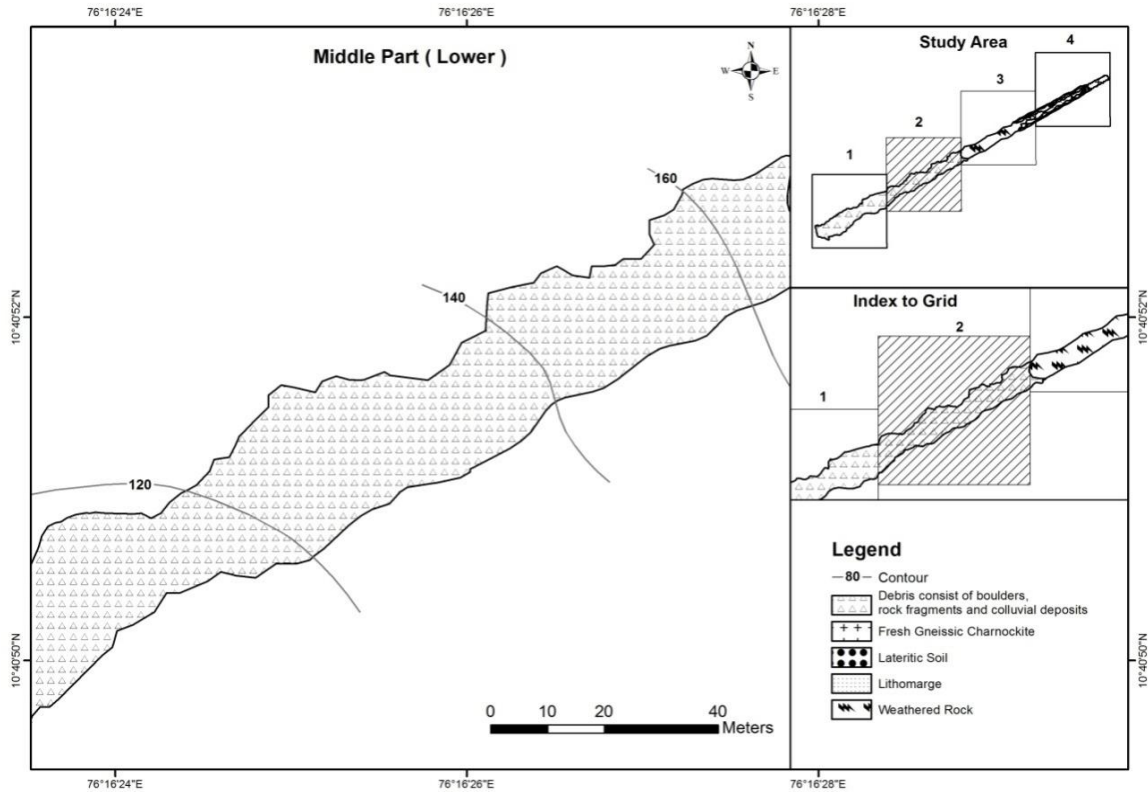 76°16'24"E
76°16'26"E
76°16'28"E
Middle Part ( Lower )
N
W
E
S
160
140
120
10°40'52"N
10°40'50"N
0 10 20 40
Meters
Study Area
4
3
2
1
Index to Grid
2
1
10°40'52"N
10°40'50"N
Legend
80 Contour
Debris consist of boulders,
rock fragments and colluvial deposits
Fresh Gneissic Charnockite
Lateritic Soil
Lithomarge
Weathered Rock
76°16'24"E
76°16'26"E
76°16'28"E